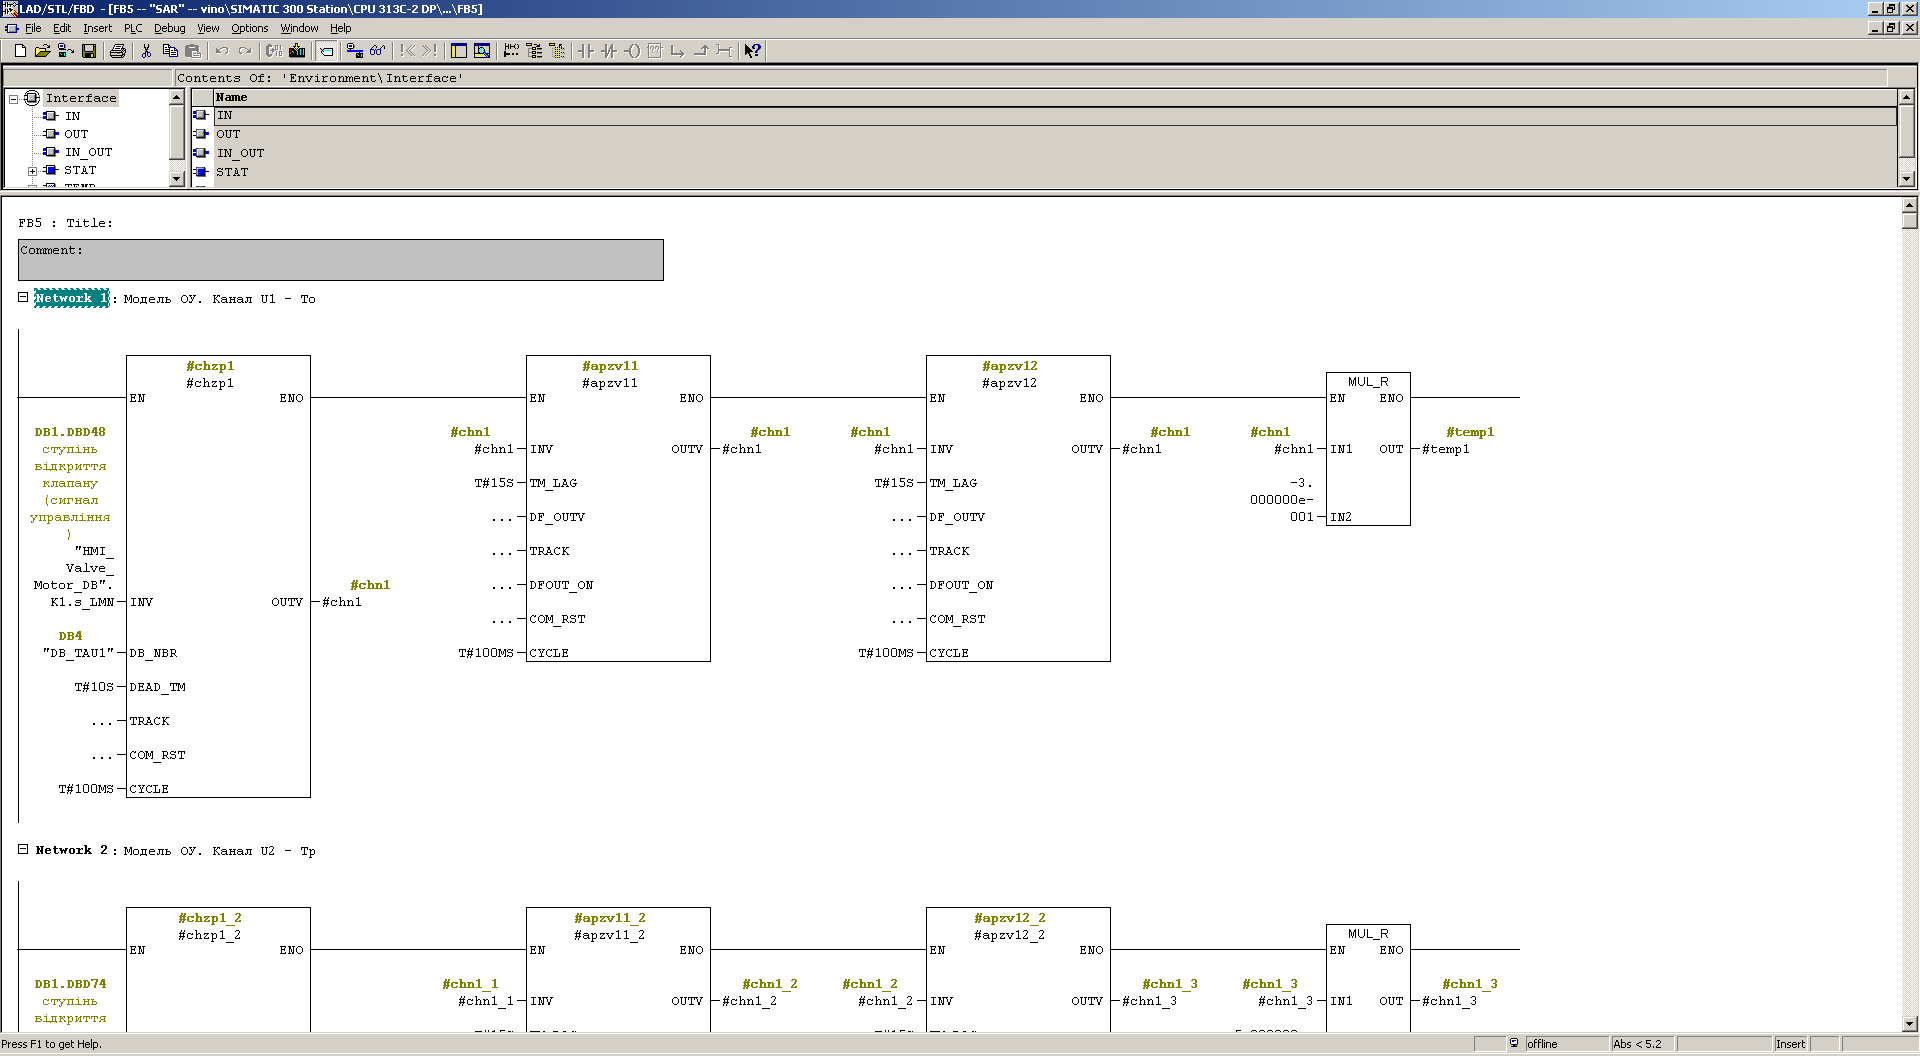 LAD/STL/FBD - [FB5 -- "SAR" -- vino\SIMATIC 300 Station\CPU 313C-2 DP\...\FB5]
File Edit Insert PLC Debug View Options Window Help
Contents Of: 'Environment\Interface'
Interface
IN
OUT
IN_OUT
STAT
Name
IN
OUT
IN_OUT
STAT
FB5 : Title:
Comment:
Network 1 : Модель ОУ. Канал U1 - То
#chzp1
#chzp1
EN ENO
DB1.DBD48
ступінь
відкриття
клапану
(сигнал
управління
)
"HMI_
Valve_
Motor_DB".
K1.s_LMN INV OUTV #chn1
#chn1
DB4
"DB_TAU1" DB_NBR
T#10S DEAD_TM
... TRACK
... COM_RST
T#100MS CYCLE
#apzv11
#apzv11
EN ENO
#chn1 #chn1
#chn1 INV OUTV #chn1
T#15S TM_LAG
... DF_OUTV
... TRACK
... DFOUT_ON
... COM_RST
T#100MS CYCLE
#apzv12
#apzv12
EN ENO
#chn1 #chn1
#chn1 INV OUTV #chn1
T#15S TM_LAG
... DF_OUTV
... TRACK
... DFOUT_ON
... COM_RST
T#100MS CYCLE
MUL_R
EN ENO
#chn1 #temp1
#chn1 IN1 OUT #temp1
-3.
000000e-
001 IN2
Network 2 : Модель ОУ. Канал U2 - Тр
#chzp1_2
#chzp1_2
EN ENO
DB1.DBD74
ступінь
відкриття
#apzv11_2
#apzv11_2
EN ENO
#chn1_1 #chn1_2
#chn1_1 INV OUTV #chn1_2
#apzv12_2
#apzv12_2
EN ENO
#chn1_2 #chn1_3
#chn1_2 INV OUTV #chn1_3
MUL_R
EN ENO
#chn1_3 #chn1_3
#chn1_3 IN1 OUT #chn1_3
Press F1 to get Help.
offline
Abs < 5.2
Insert